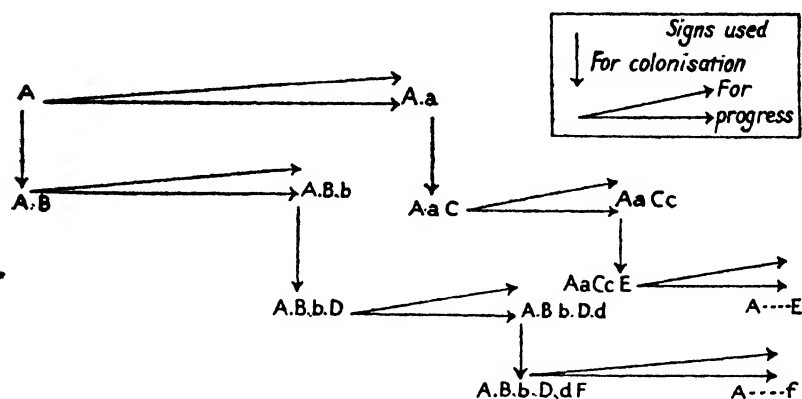 Signs used
For colonisation
For
progress
A
A.a
A.B
A.B.b
A.a C
Aa Cc
A.B.b.D
A.B b.D.d
AaCc E
A----E
A.B.b.D.d F
A----f